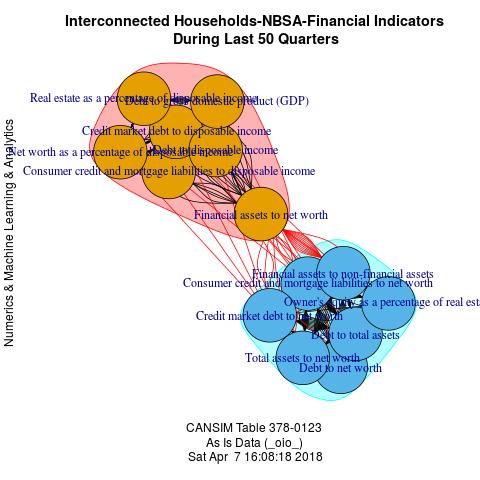 Interconnected Households-NBSA-Financial Indicators
During Last 50 Quarters
Numerics & Machine Learning & Analytics
Real estate as a percentage of disposable income
Debt to gross domestic product (GDP)
Credit market debt to disposable income
Net worth as a percentage of disposable income
Debt to disposable income
Consumer credit and mortgage liabilities to disposable income
Financial assets to net worth
Financial assets to non-financial assets
Consumer credit and mortgage liabilities to net worth
Owner's equity as a percentage of real est
Credit market debt to net worth
Debt to total assets
Total assets to net worth
Debt to net worth
CANSIM Table 378-0123
As Is Data (_oio_)
Sat Apr 7 16:08:18 2018